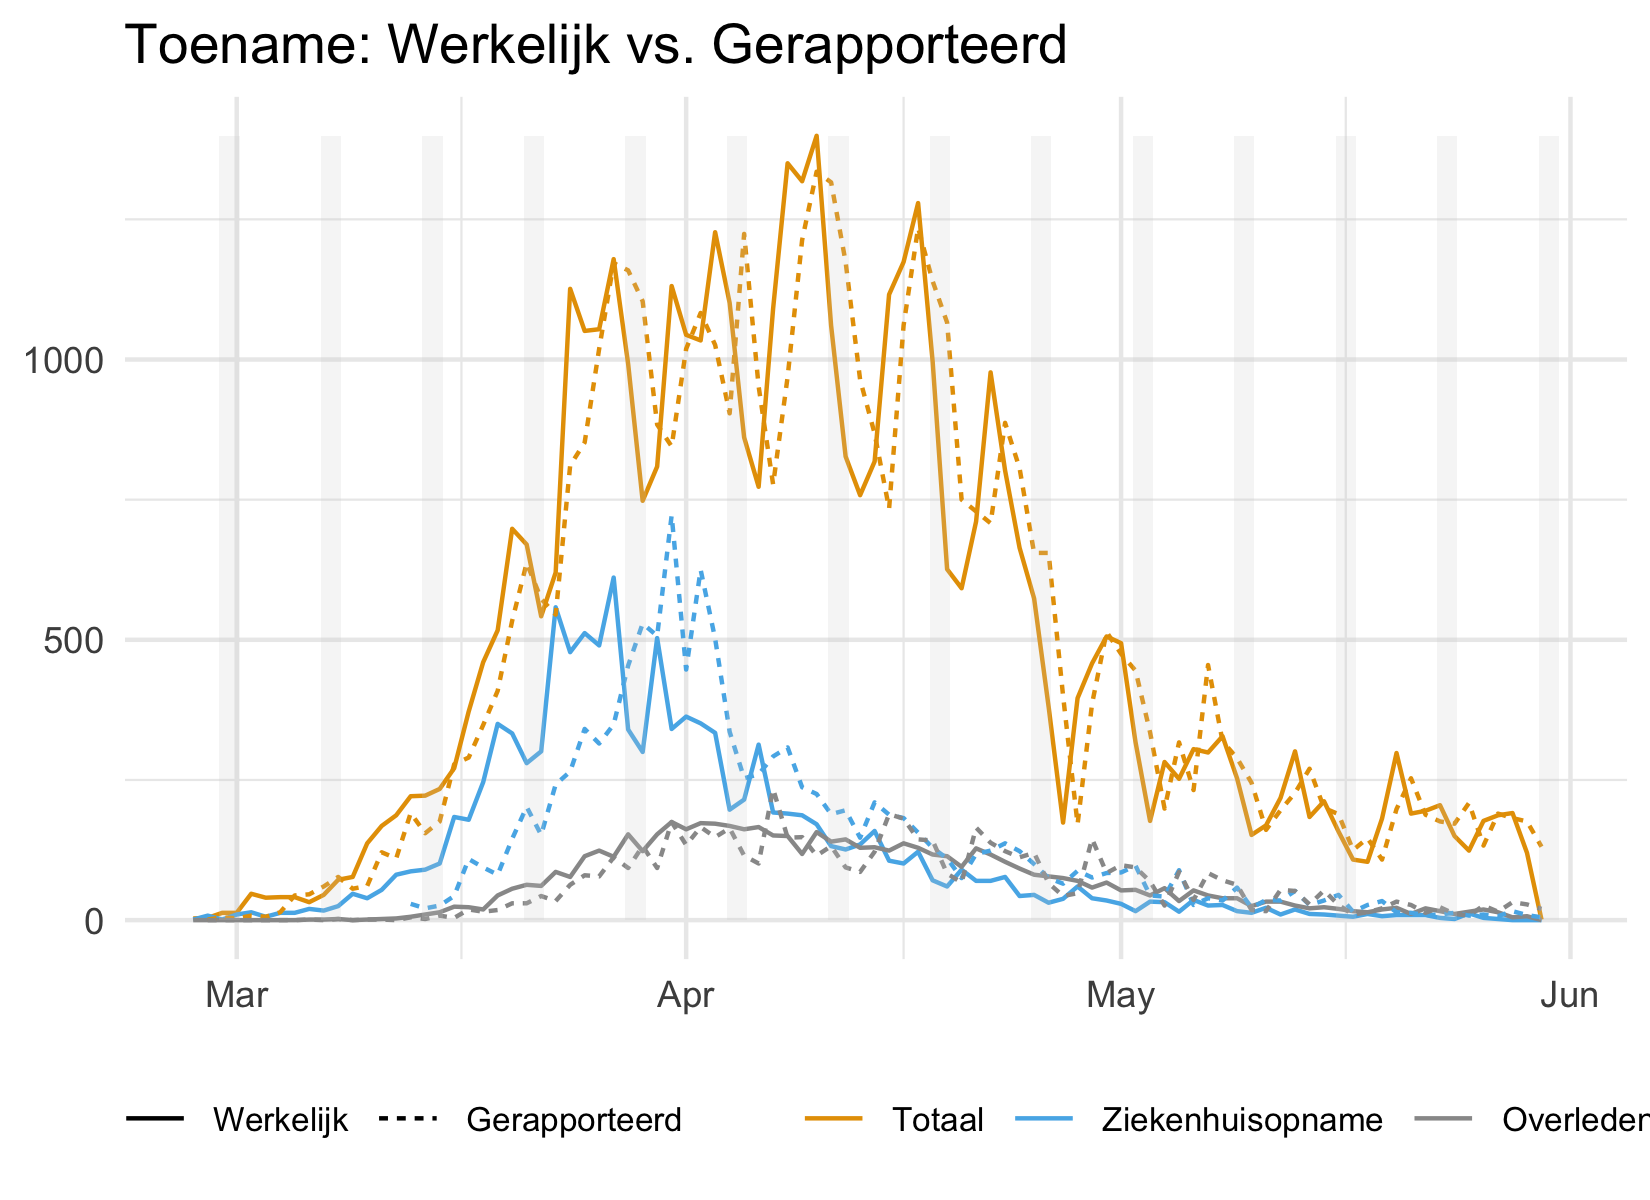 Toename: Werkelijk vs. Gerapporteerd
1000
500
0
Mar Apr May Jun
Werkelijk Gerapporteerd Totaal Ziekenhuisopname Overleden